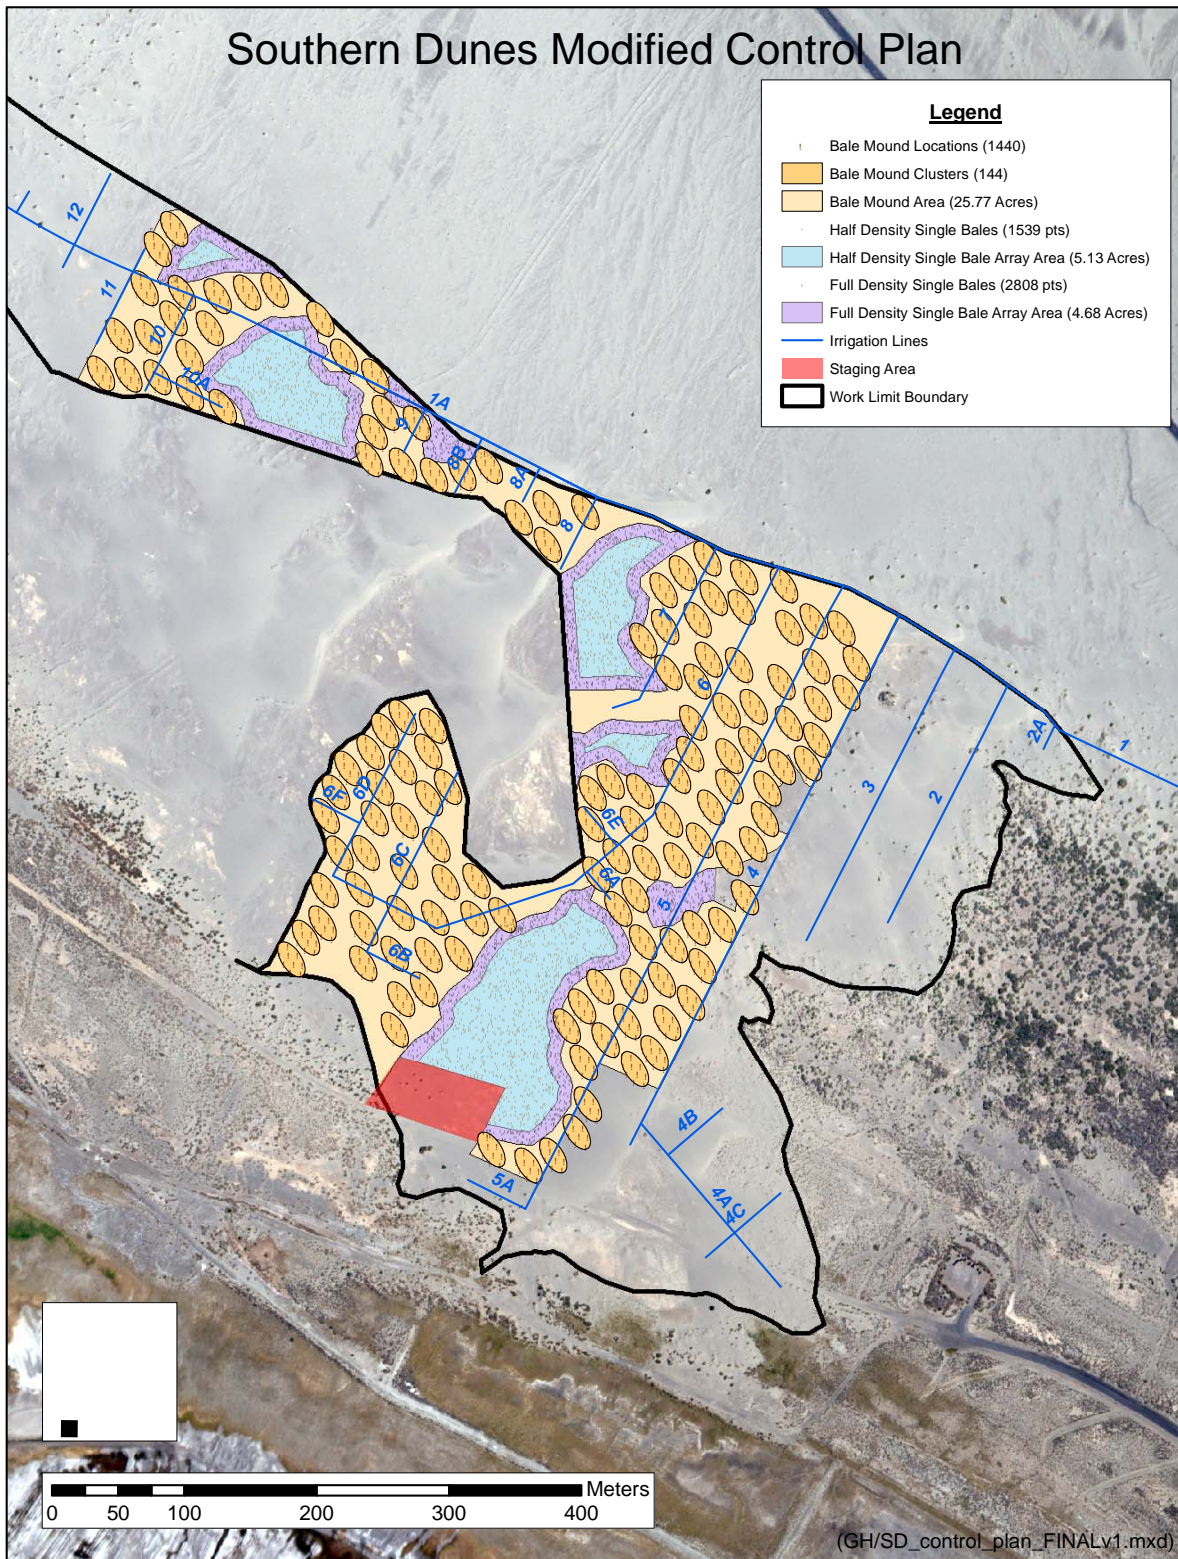 Southern Dunes Modified Control Plan
Legend
Bale Mound Locations (1440)
Bale Mound Clusters (144)
Bale Mound Area (25.77 Acres)
Half Density Single Bales (1539 pts)
Half Density Single Bale Array Area (5.13 Acres)
Full Density Single Bales (2808 pts)
Full Density Single Bale Array Area (4.68 Acres)
Irrigation Lines
Staging Area
Work Limit Boundary
12
11
10
10A
1A
9
8B
8A
8
7
6
2A
1
3
2
6D
6F
6E
6C
6A
4
5
6B
4B
5A
4A
4C
Meters
0 50 100 200 300 400
(GH/SD_control_plan_FINALv1.mxd)